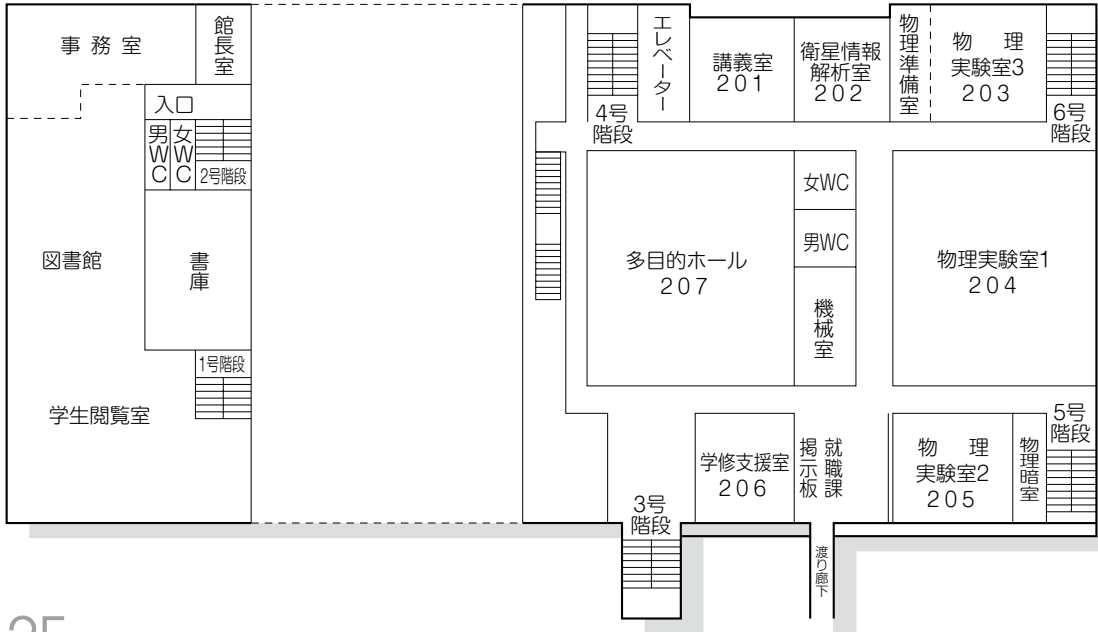 事務室
館長室
入口
男WC
女WC
2号階段
図書館
書庫
1号階段
学生閲覧室
4号
階段
エレベーター
講義室
201
衛星情報
解析室
202
物理準備室
物　理
実験室3
203
6号
階段
多目的ホール
207
女WC
男WC
機械室
物理実験室1
204
3号
階段
学修支援室
206
就職課
掲示板
物　理
実験室2
205
物理暗室
5号
階段
渡り廊下
2F